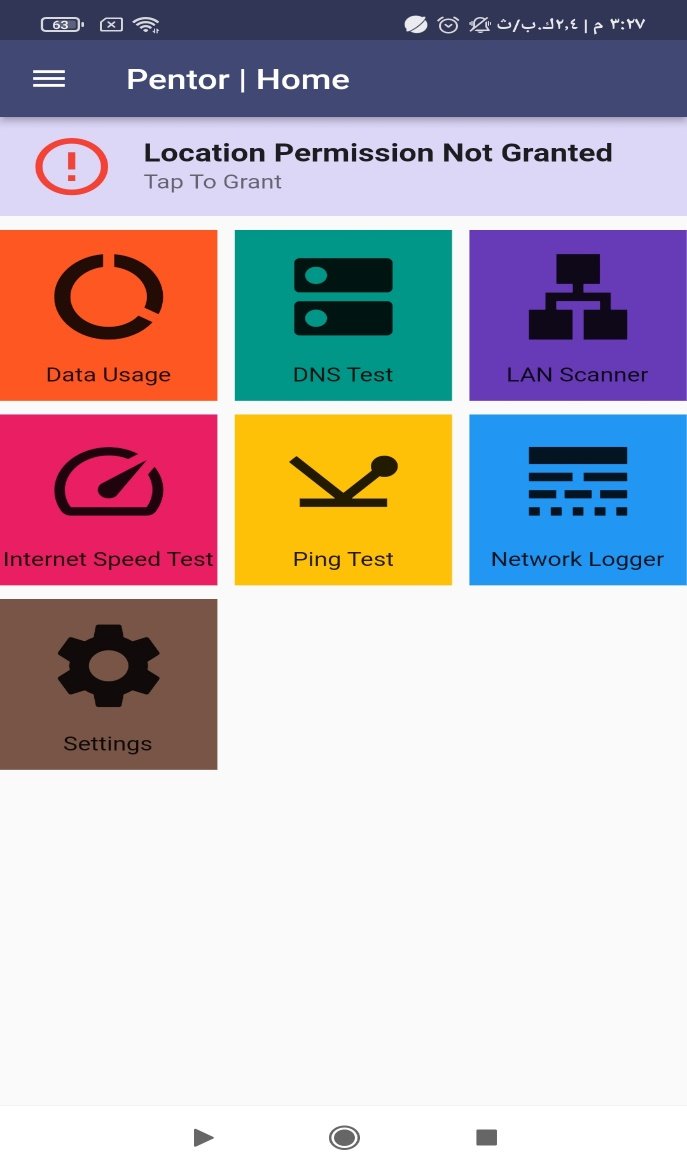 63
٣:٢٧ م | ٢,٤ك.ب/ث
Pentor | Home
Location Permission Not Granted
Tap To Grant
Data Usage
DNS Test
LAN Scanner
Internet Speed Test
Ping Test
Network Logger
Settings